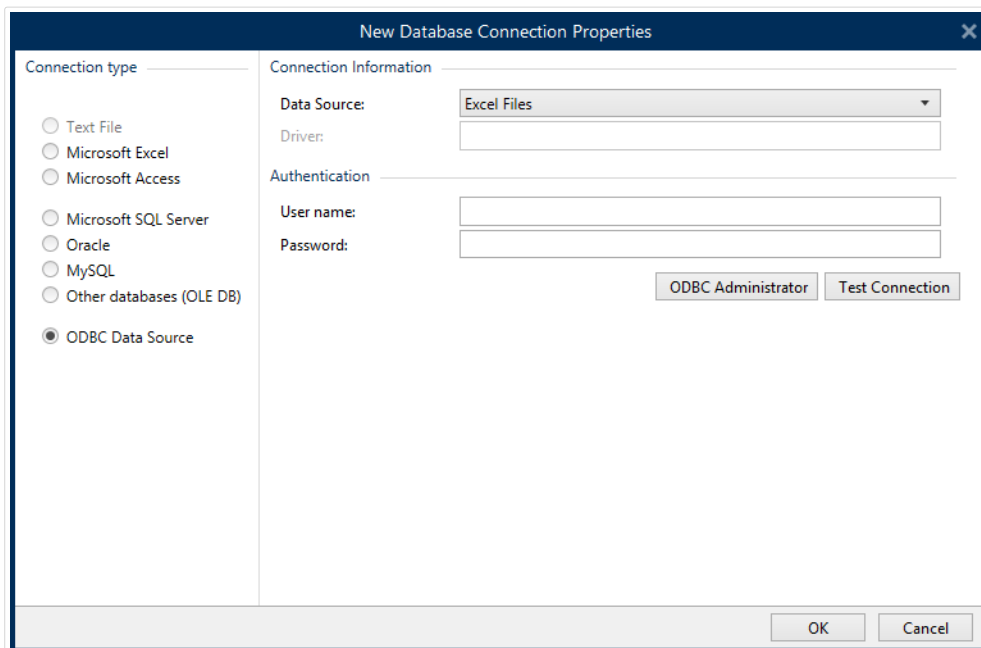 New Database Connection Properties
Connection type
Text File
Microsoft Excel
Microsoft Access
Microsoft SQL Server
Oracle
MySQL
Other databases (OLE DB)
ODBC Data Source
Connection Information
Data Source:
Excel Files
Driver:
Authentication
User name:
Password:
ODBC Administrator
Test Connection
OK
Cancel